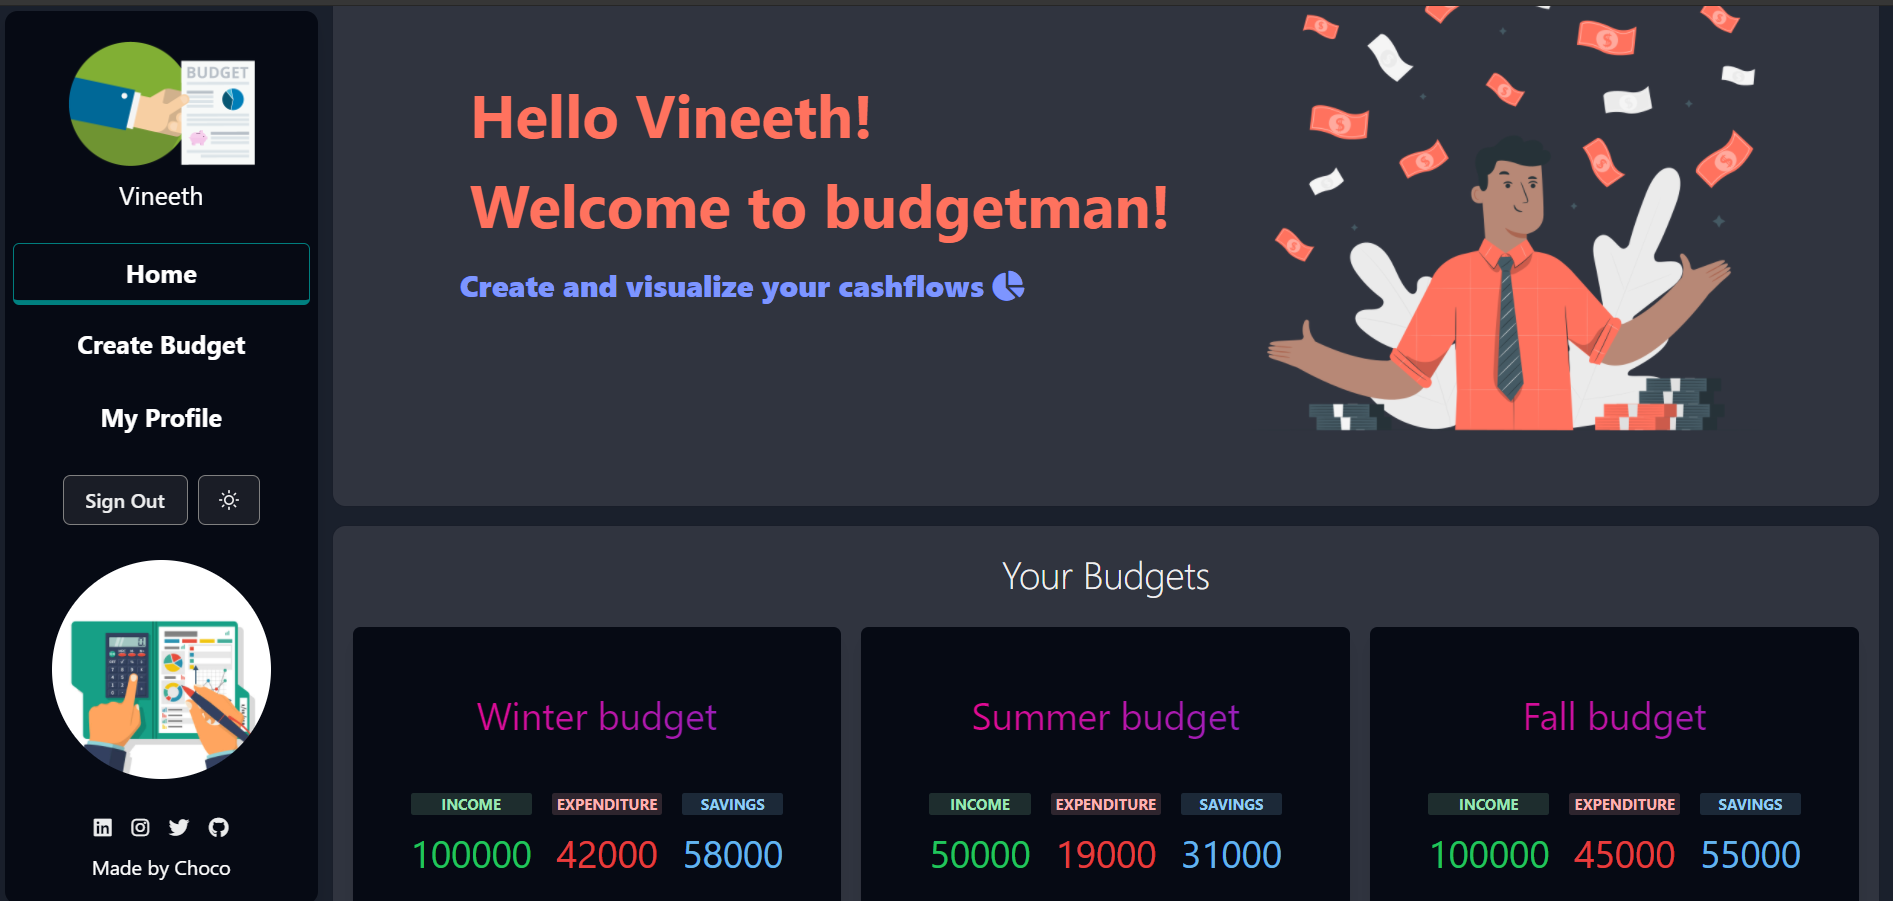 BUDGET
Vineeth
Home
Create Budget
My Profile
Sign Out
Made by Choco
Hello Vineeth!
Welcome to budgetman!
Create and visualize your cashflows
Your Budgets
Winter budget
INCOME EXPENDITURE SAVINGS
100000 42000 58000
Summer budget
INCOME EXPENDITURE SAVINGS
50000 19000 31000
Fall budget
INCOME EXPENDITURE SAVINGS
100000 45000 55000